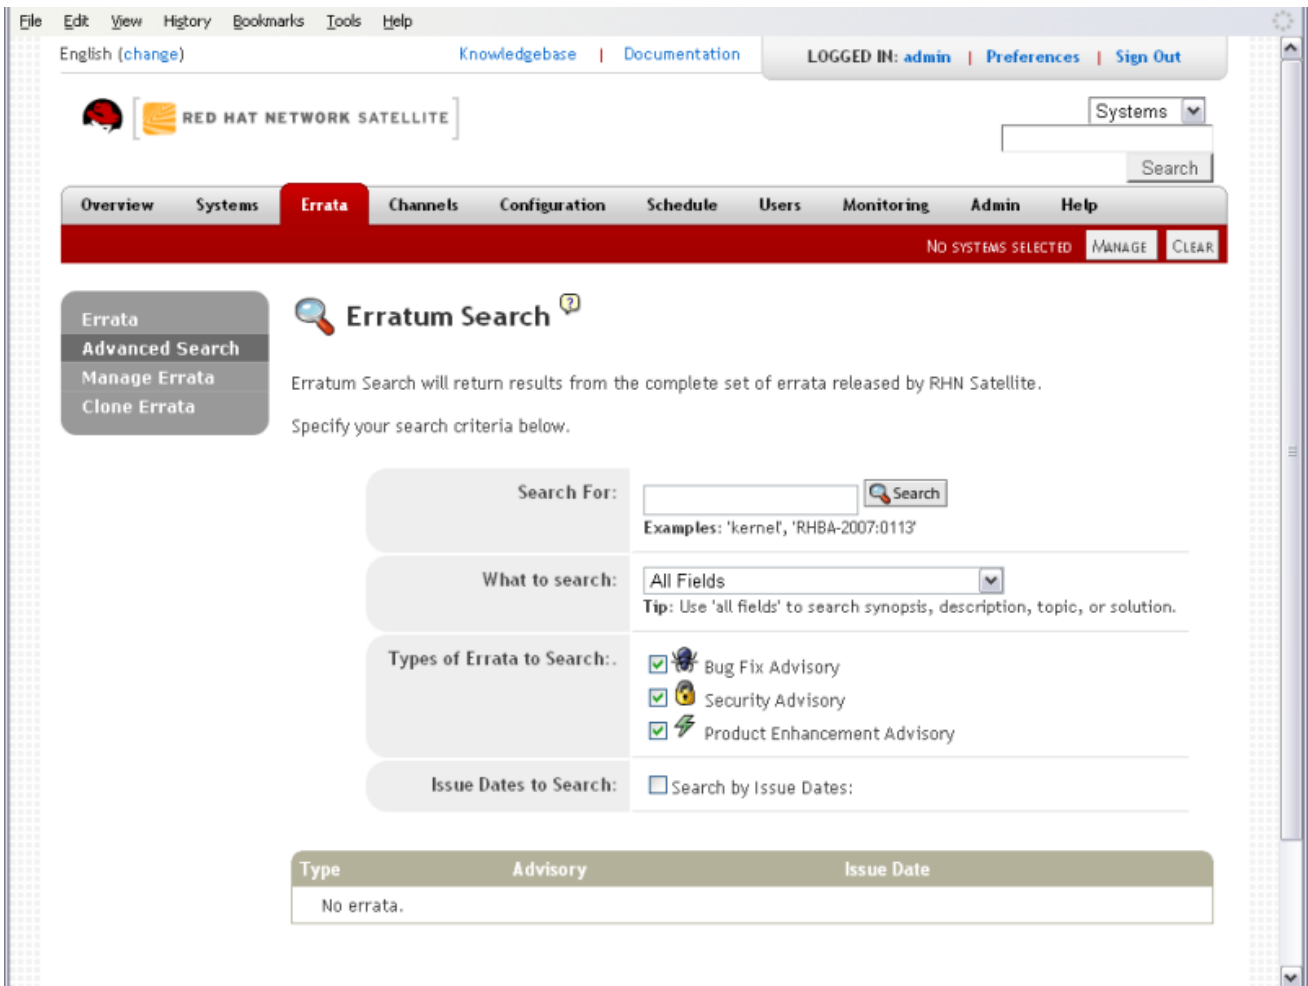 File Edit View History Bookmarks Tools Help
English (change) Knowledgebase | Documentation LOGGED IN: admin | Preferences | Sign Out
RED HAT NETWORK SATELLITE
Systems
Search
Overview Systems Errata Channels Configuration Schedule Users Monitoring Admin Help
NO SYSTEMS SELECTED MANAGE CLEAR
Errata
Advanced Search
Manage Errata
Clone Errata
Erratum Search ?
Erratum Search will return results from the complete set of errata released by RHN Satellite.
Specify your search criteria below.
Search For: Search
Examples: 'kernel', 'RHBA-2007:0113'
What to search: All Fields
Tip: Use 'all fields' to search synopsis, description, topic, or solution.
Types of Errata to Search:. Bug Fix Advisory
Security Advisory
Product Enhancement Advisory
Issue Dates to Search: Search by Issue Dates:
Type Advisory Issue Date
No errata.